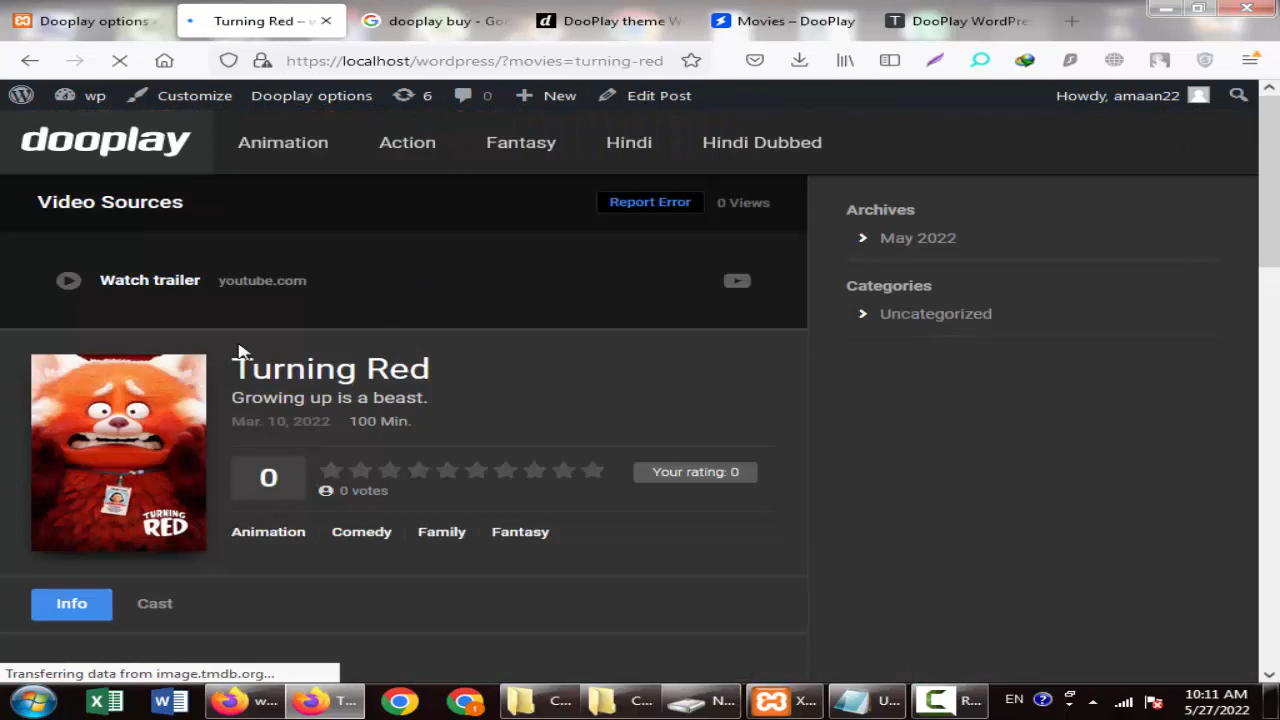 Dooplay options
Turning Red – w
dooplay buy - Go
DooPlay theme W
Movies – DooPlay
DooPlay WordPre
https://localhost/wordpress/?movies=turning-red
wp
Customize
Dooplay options
6
0
New
Edit Post
Howdy, amaan22
dooplay
Animation
Action
Fantasy
Hindi
Hindi Dubbed
Video Sources
Report Error
0 Views
Watch trailer
youtube.com
Archives
May 2022
Categories
Uncategorized
TURNING
RED
Turning Red
Growing up is a beast.
Mar. 10, 2022
100 Min.
0
0 votes
Your rating: 0
Animation
Comedy
Family
Fantasy
Info
Cast
Transferring data from image.tmdb.org...
w...
T...
C...
C...
N...
X...
U...
R...
EN
10:11 AM
5/27/2022